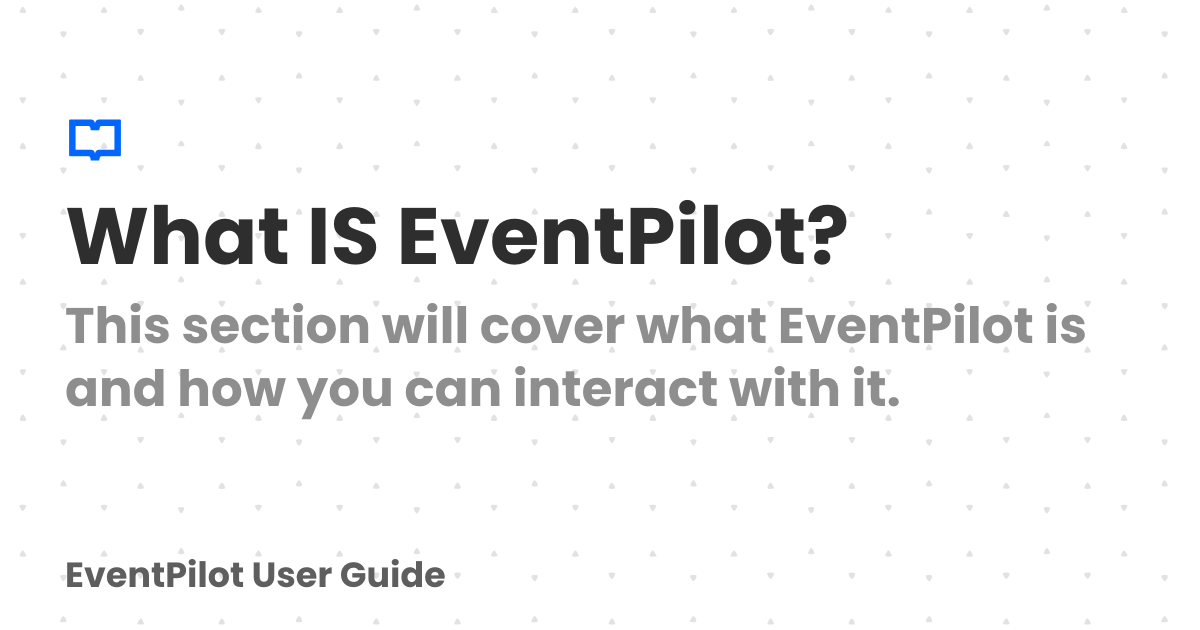 What IS EventPilot?
This section will cover what EventPilot is
and how you can interact with it.
EventPilot User Guide